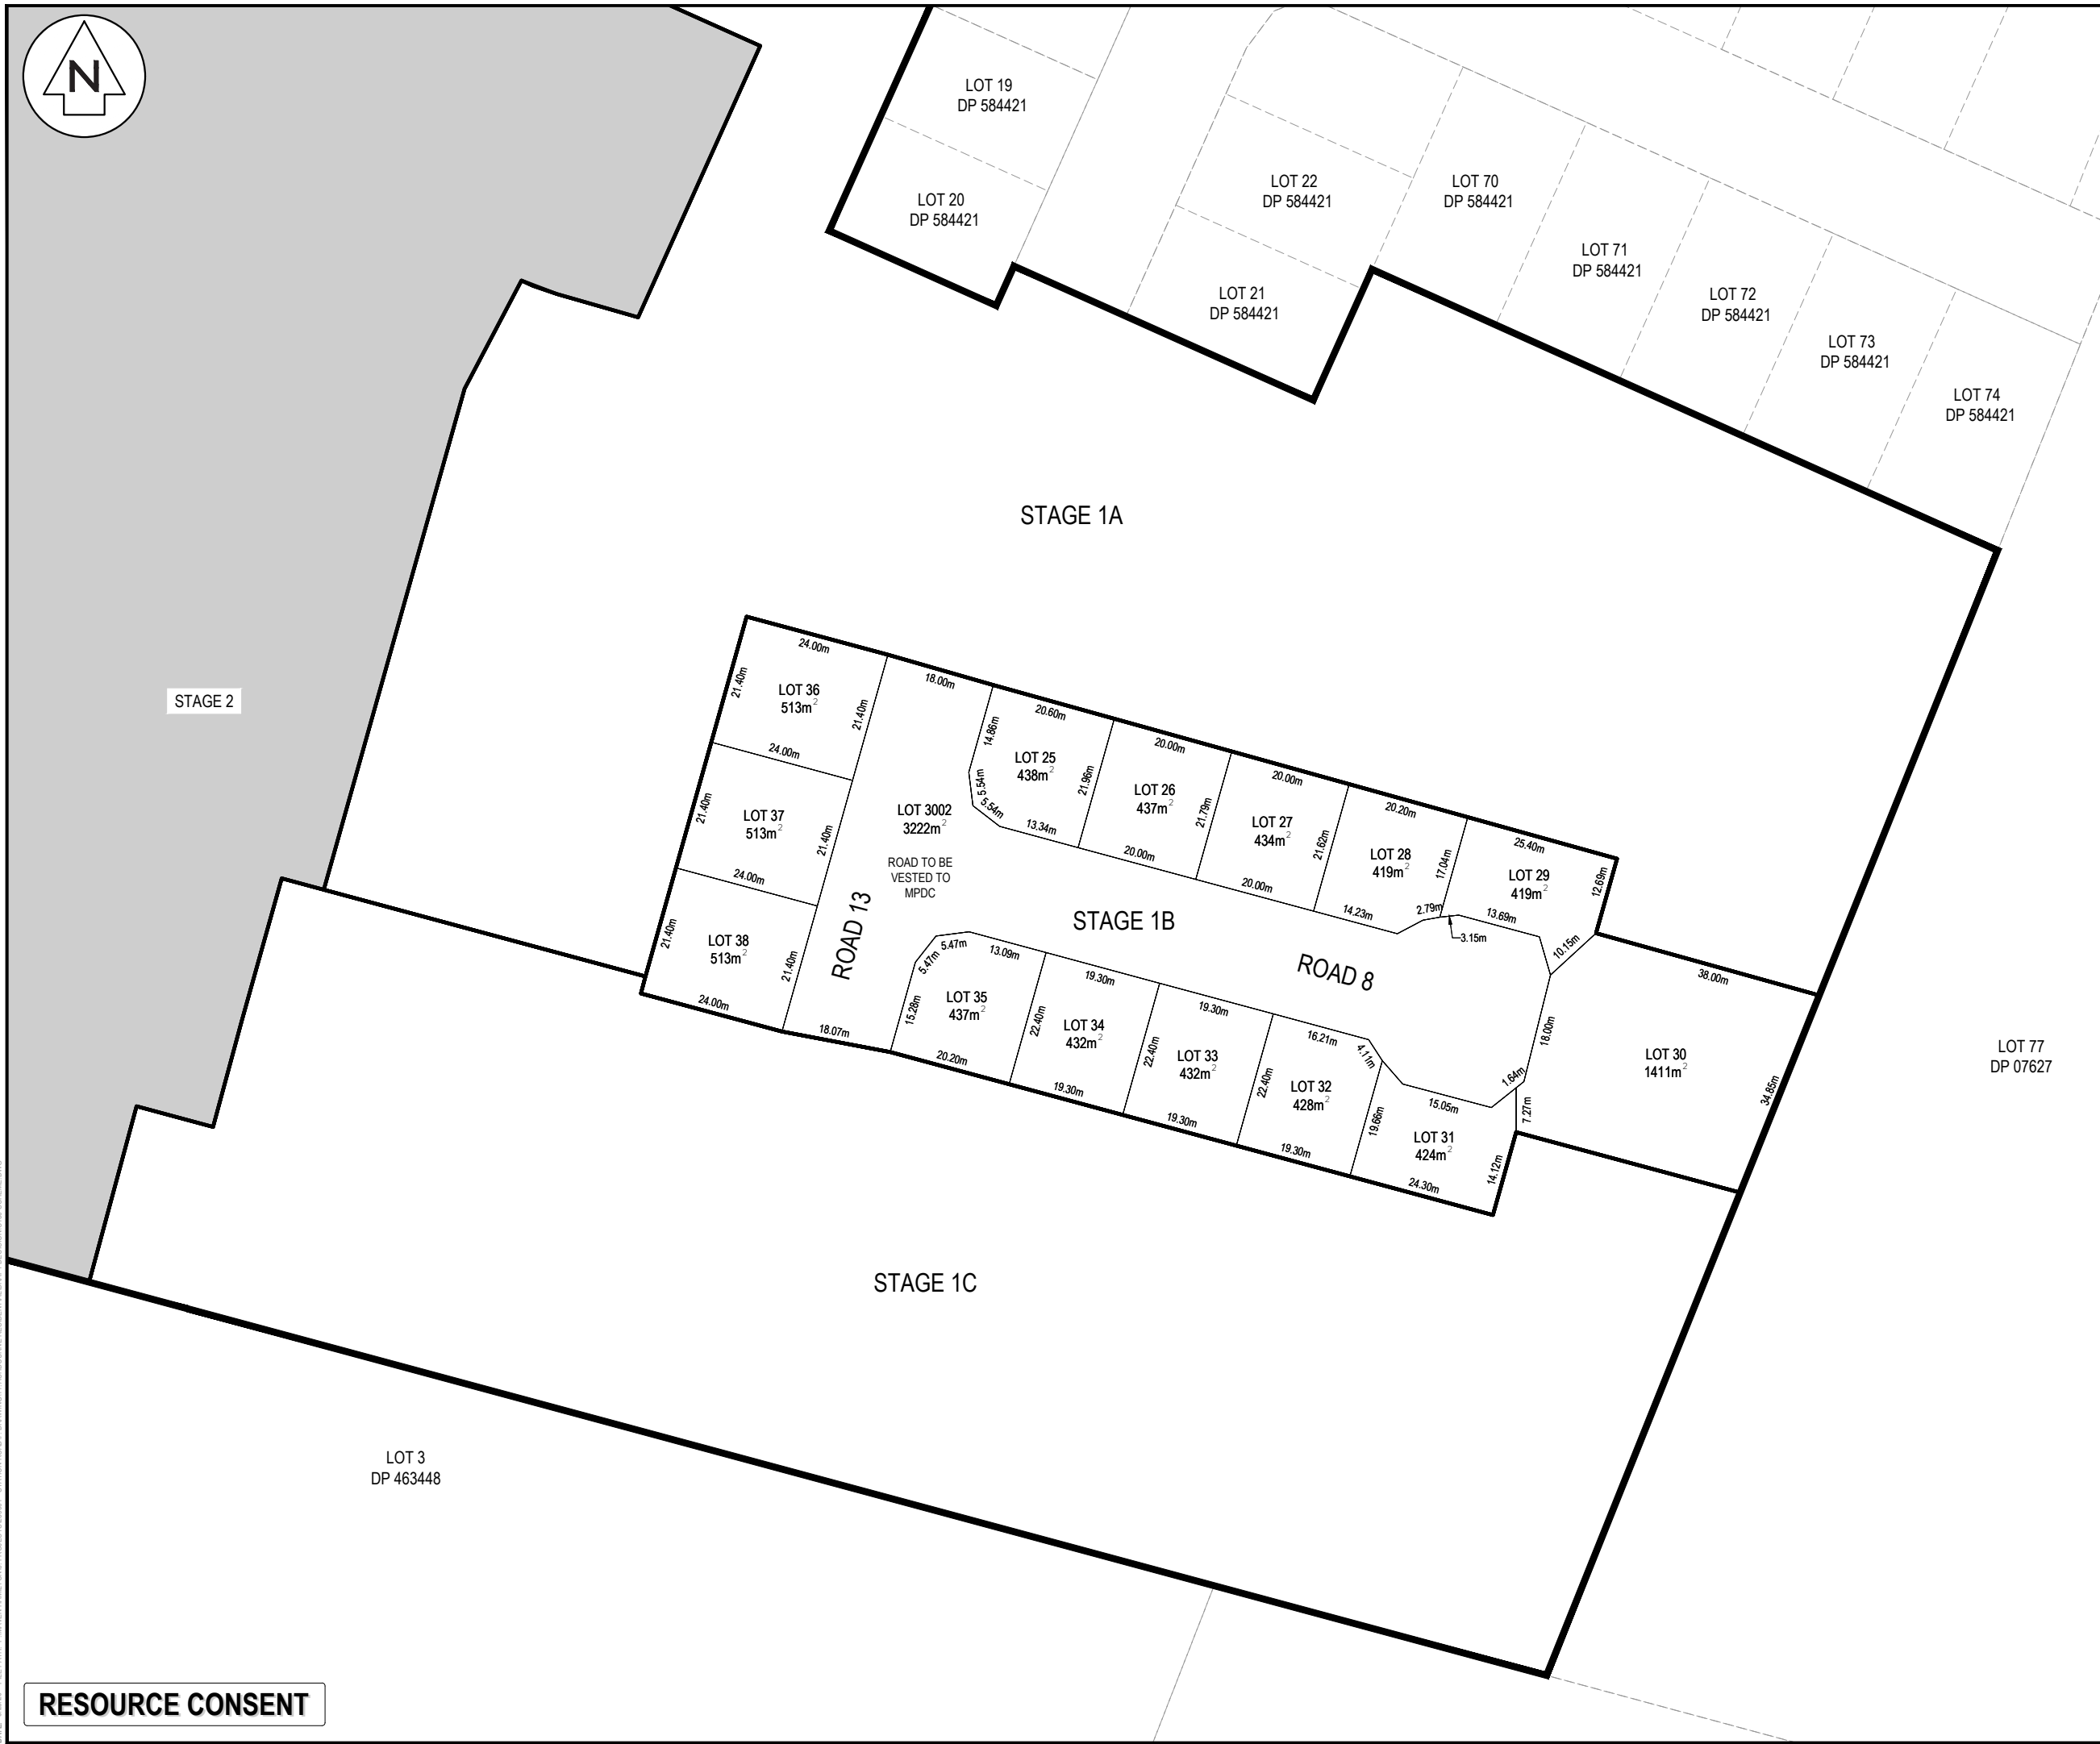 N
LOT 19
DP 584421
LOT 20
DP 584421
LOT 22
DP 584421
LOT 21
DP 584421
LOT 70
DP 584421
LOT 71
DP 584421
LOT 72
DP 584421
LOT 73
DP 584421
LOT 74
DP 584421
STAGE 1A
STAGE 2
24.00m
21.40m
LOT 36
513m²
21.40m
24.00m
21.40m
LOT 37
513m²
21.40m
24.00m
21.40m
LOT 38
513m²
21.40m
24.00m
18.00m
LOT 3002
3222m²
ROAD TO BE
VESTED TO
MPDC
ROAD 13
18.07m
20.60m
14.86m
LOT 25
438m²
5.54m
5.54m
13.34m
21.96m
20.00m
LOT 26
437m²
20.00m
21.79m
20.00m
LOT 27
434m²
20.00m
21.62m
20.20m
LOT 28
419m²
14.23m
2.79m
17.04m
25.40m
LOT 29
419m²
12.69m
13.69m
3.15m
10.15m
STAGE 1B
ROAD 8
38.00m
18.00m
LOT 30
1411m²
34.85m
1.64m
7.27m
5.47m
5.47m
13.09m
15.28m
LOT 35
437m²
20.20m
22.40m
19.30m
LOT 34
432m²
19.30m
22.40m
19.30m
LOT 33
432m²
19.30m
22.40m
16.21m
4.11m
LOT 32
428m²
19.30m
19.66m
15.05m
LOT 31
424m²
14.12m
24.30m
LOT 77
DP 07627
STAGE 1C
LOT 3
DP 463448
RESOURCE CONSENT